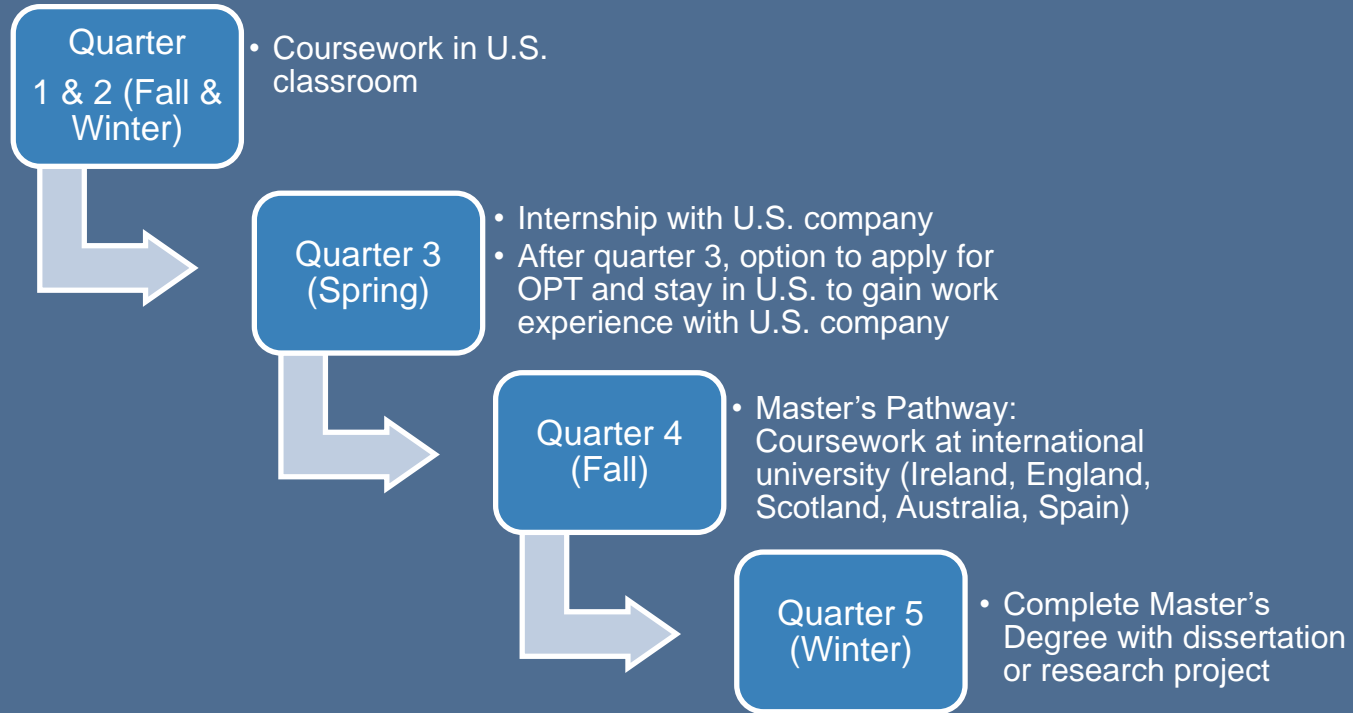 Quarter
1 & 2 (Fall &
Winter)
• Coursework in U.S.
classroom
Quarter 3
(Spring)
• Internship with U.S. company
• After quarter 3, option to apply for
OPT and stay in U.S. to gain work
experience with U.S. company
Quarter 4
(Fall)
• Master’s Pathway:
Coursework at international
university (Ireland, England,
Scotland, Australia, Spain)
Quarter 5
(Winter)
• Complete Master’s
Degree with dissertation
or research project